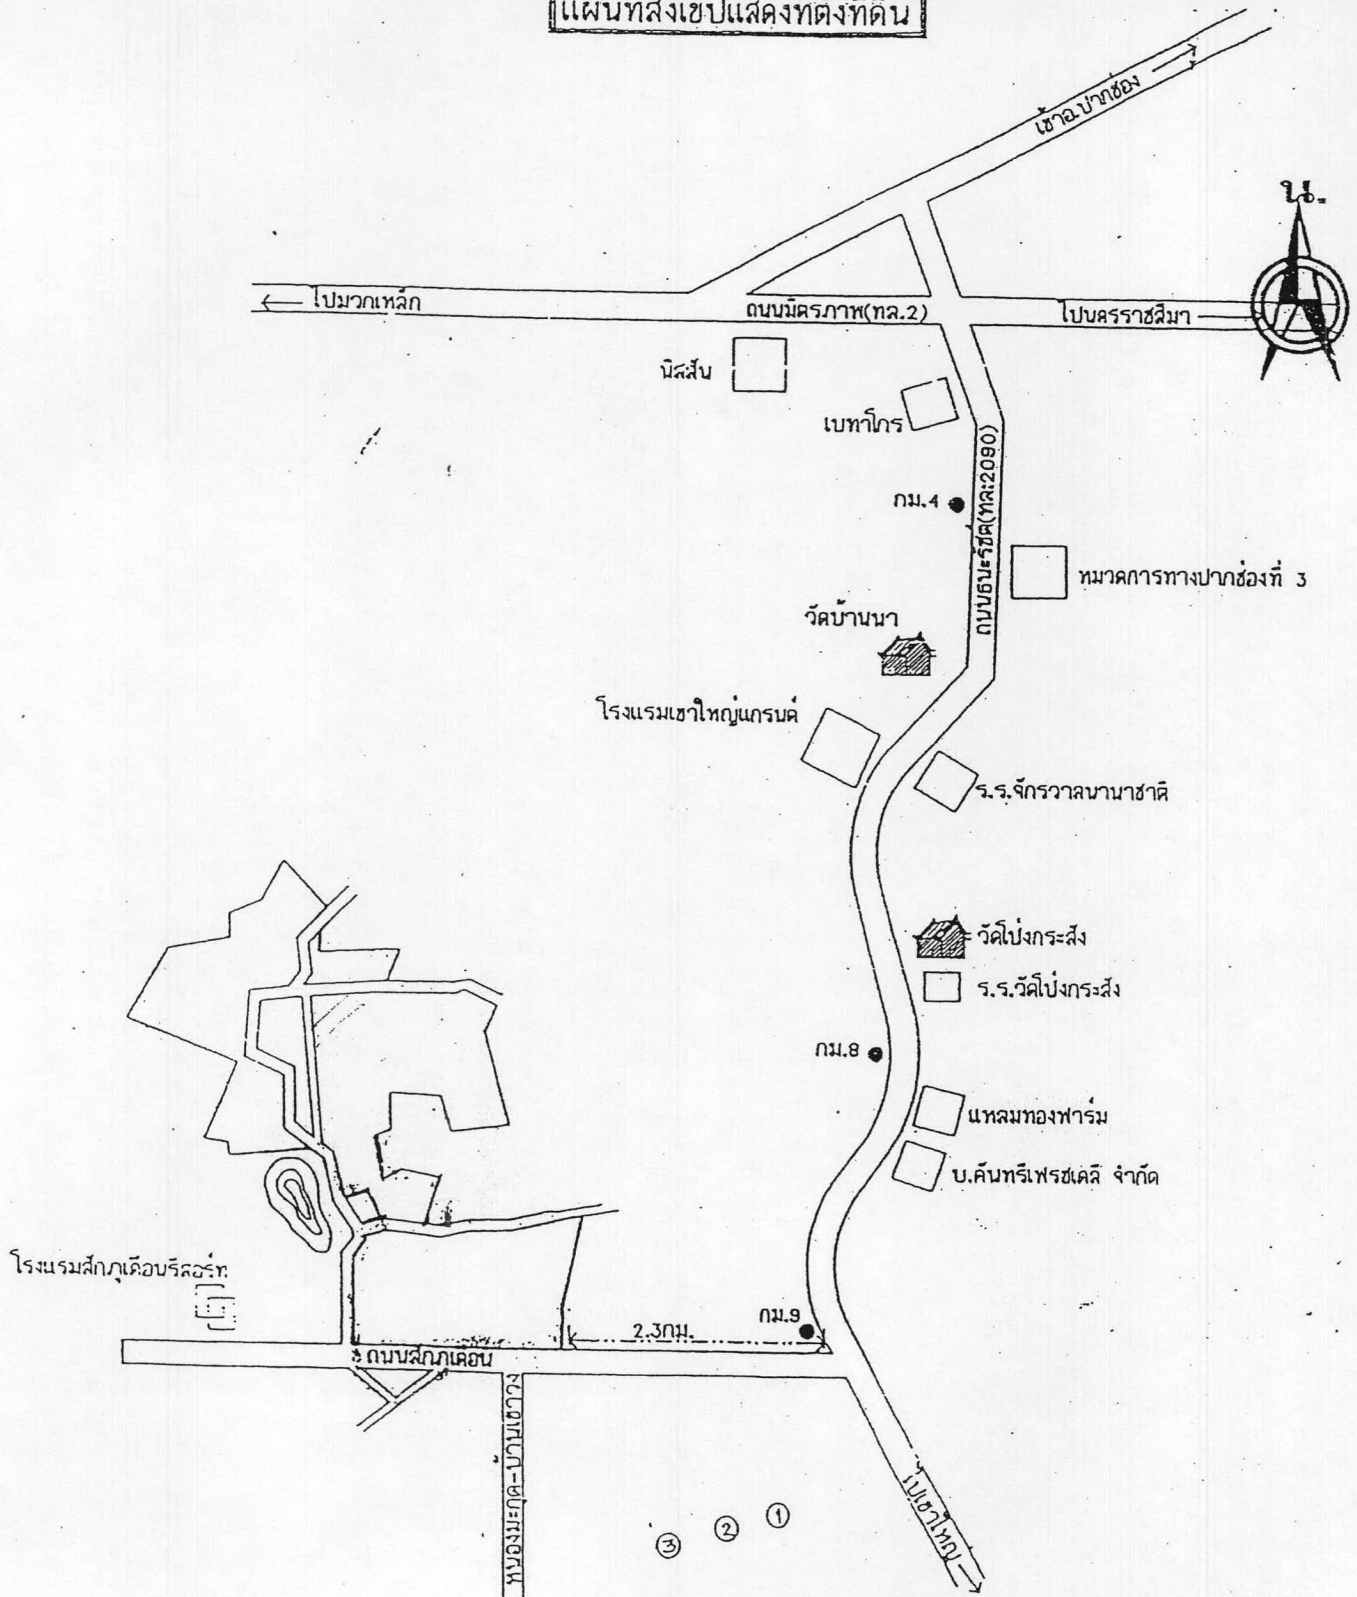 แผนที่สังเขปแสดงที่ตั้งที่ดิน
เข้าอ.ปากช่อง
น.
ไปมวกเหล็ก
ถนนมิตรภาพ(ทล.2)
ไปนครราชสีมา
นิสสัน
เบทาโกร
ถนนธนะรัชต์(ทล.2090)
กม.4
หมวดการทางปากช่องที่ 3
วัดบ้านนา
โรงแรมเขาใหญ่แกรนด์
ร.ร.จักรวาลนานาชาติ
วัดโป่งกระสัง
ร.ร.วัดโป่งกระสัง
กม.8
แหลมทองฟาร์ม
บ.คันทรีเฟรชเดลี จำกัด
โรงแรมสักภูเดือนรีสอร์ท
กม.9
2.3กม.
ถนนสักภูเดือน
หนองมะกุด-บานเขาวง
ไปเขาใหญ่
1
2
3